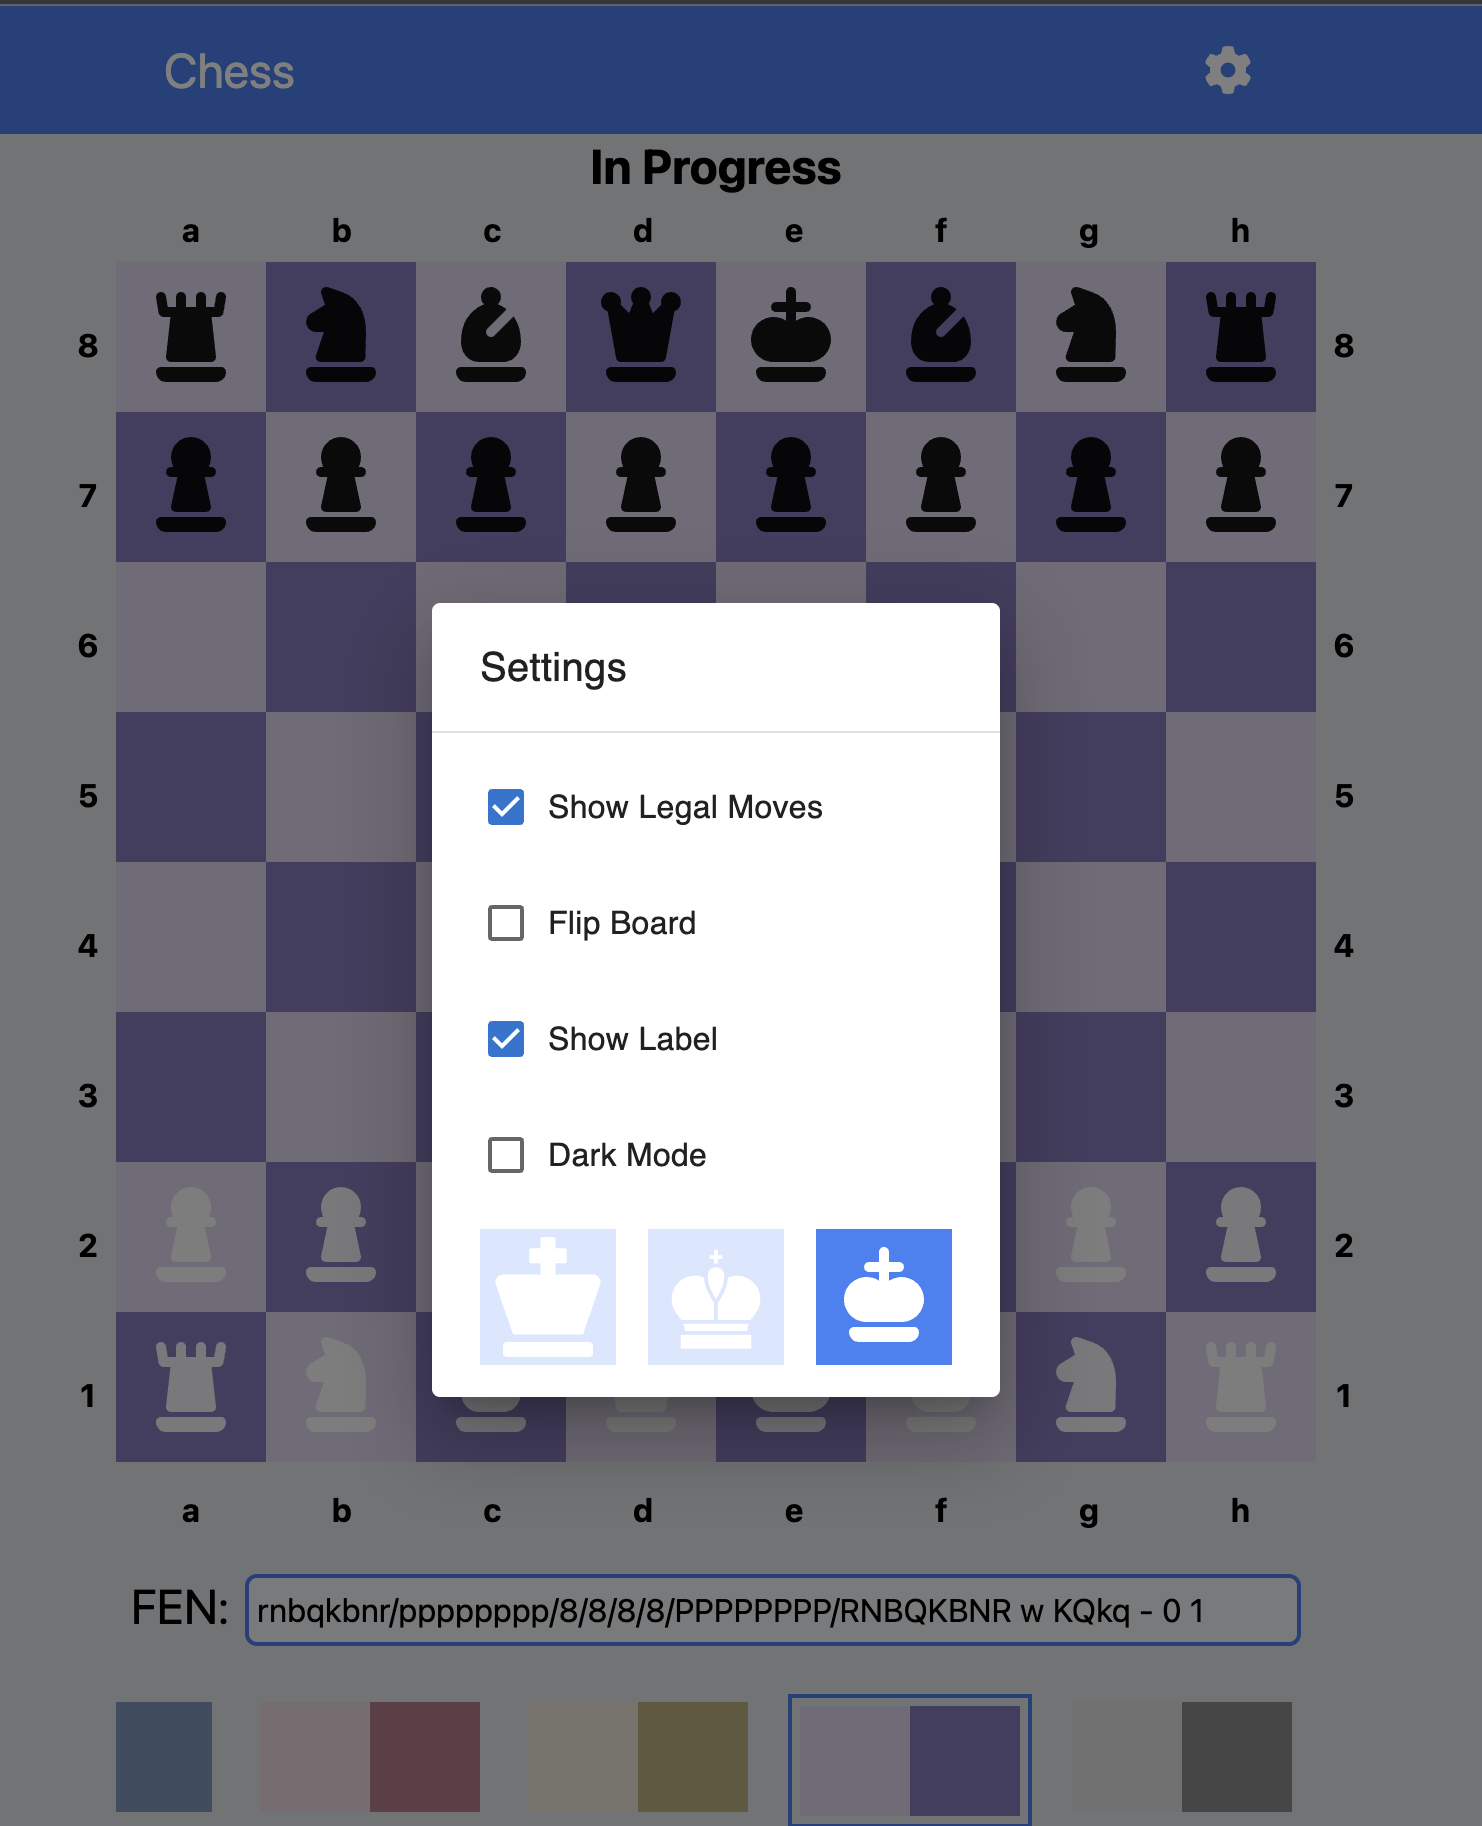 Chess
In Progress
a b c d e f g h
8 8
7 7
6 6
Settings
5 5
Show Legal Moves
Flip Board
4 4
Show Label
3 3
Dark Mode
2 2
1 1
a b c d e f g h
FEN: rnbqkbnr/pppppppp/8/8/8/8/PPPPPPPP/RNBQKBNR w KQkq - 0 1